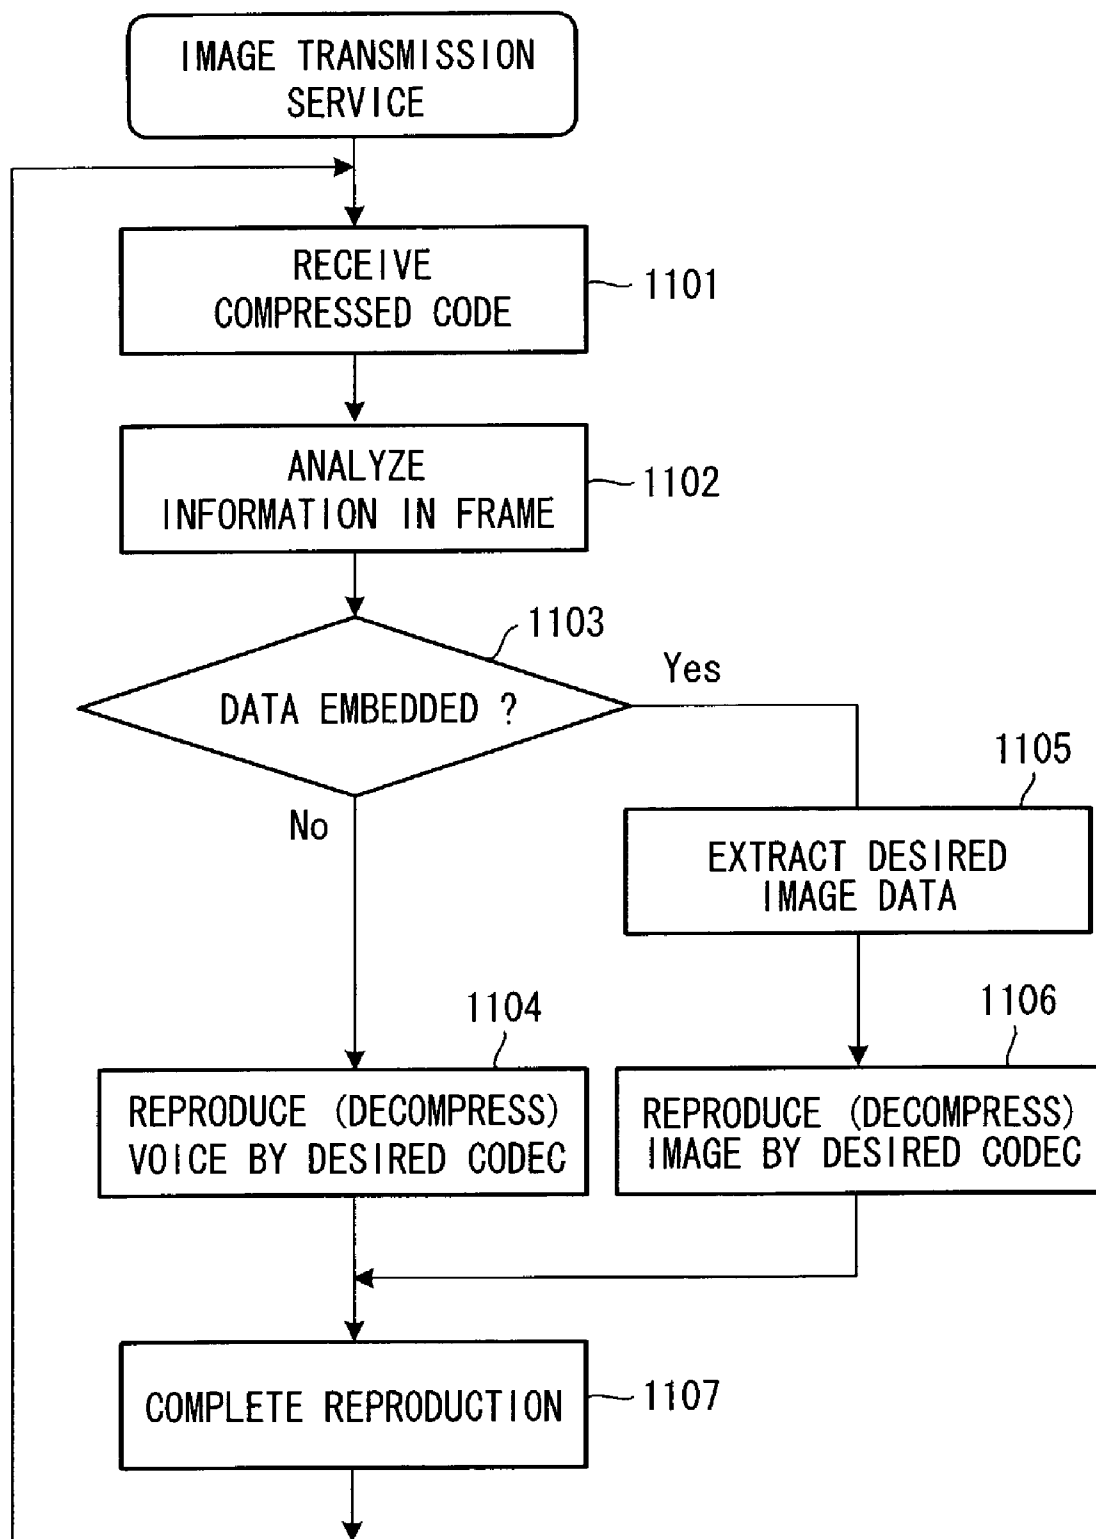 IMAGE TRANSMISSION
SERVICE
RECEIVE
COMPRESSED CODE
1101
ANALYZE
INFORMATION IN FRAME
1102
1103
DATA EMBEDDED ?
Yes
No
1105
EXTRACT DESIRED
IMAGE DATA
1104
REPRODUCE (DECOMPRESS)
VOICE BY DESIRED CODEC
1106
REPRODUCE (DECOMPRESS)
IMAGE BY DESIRED CODEC
COMPLETE REPRODUCTION
1107